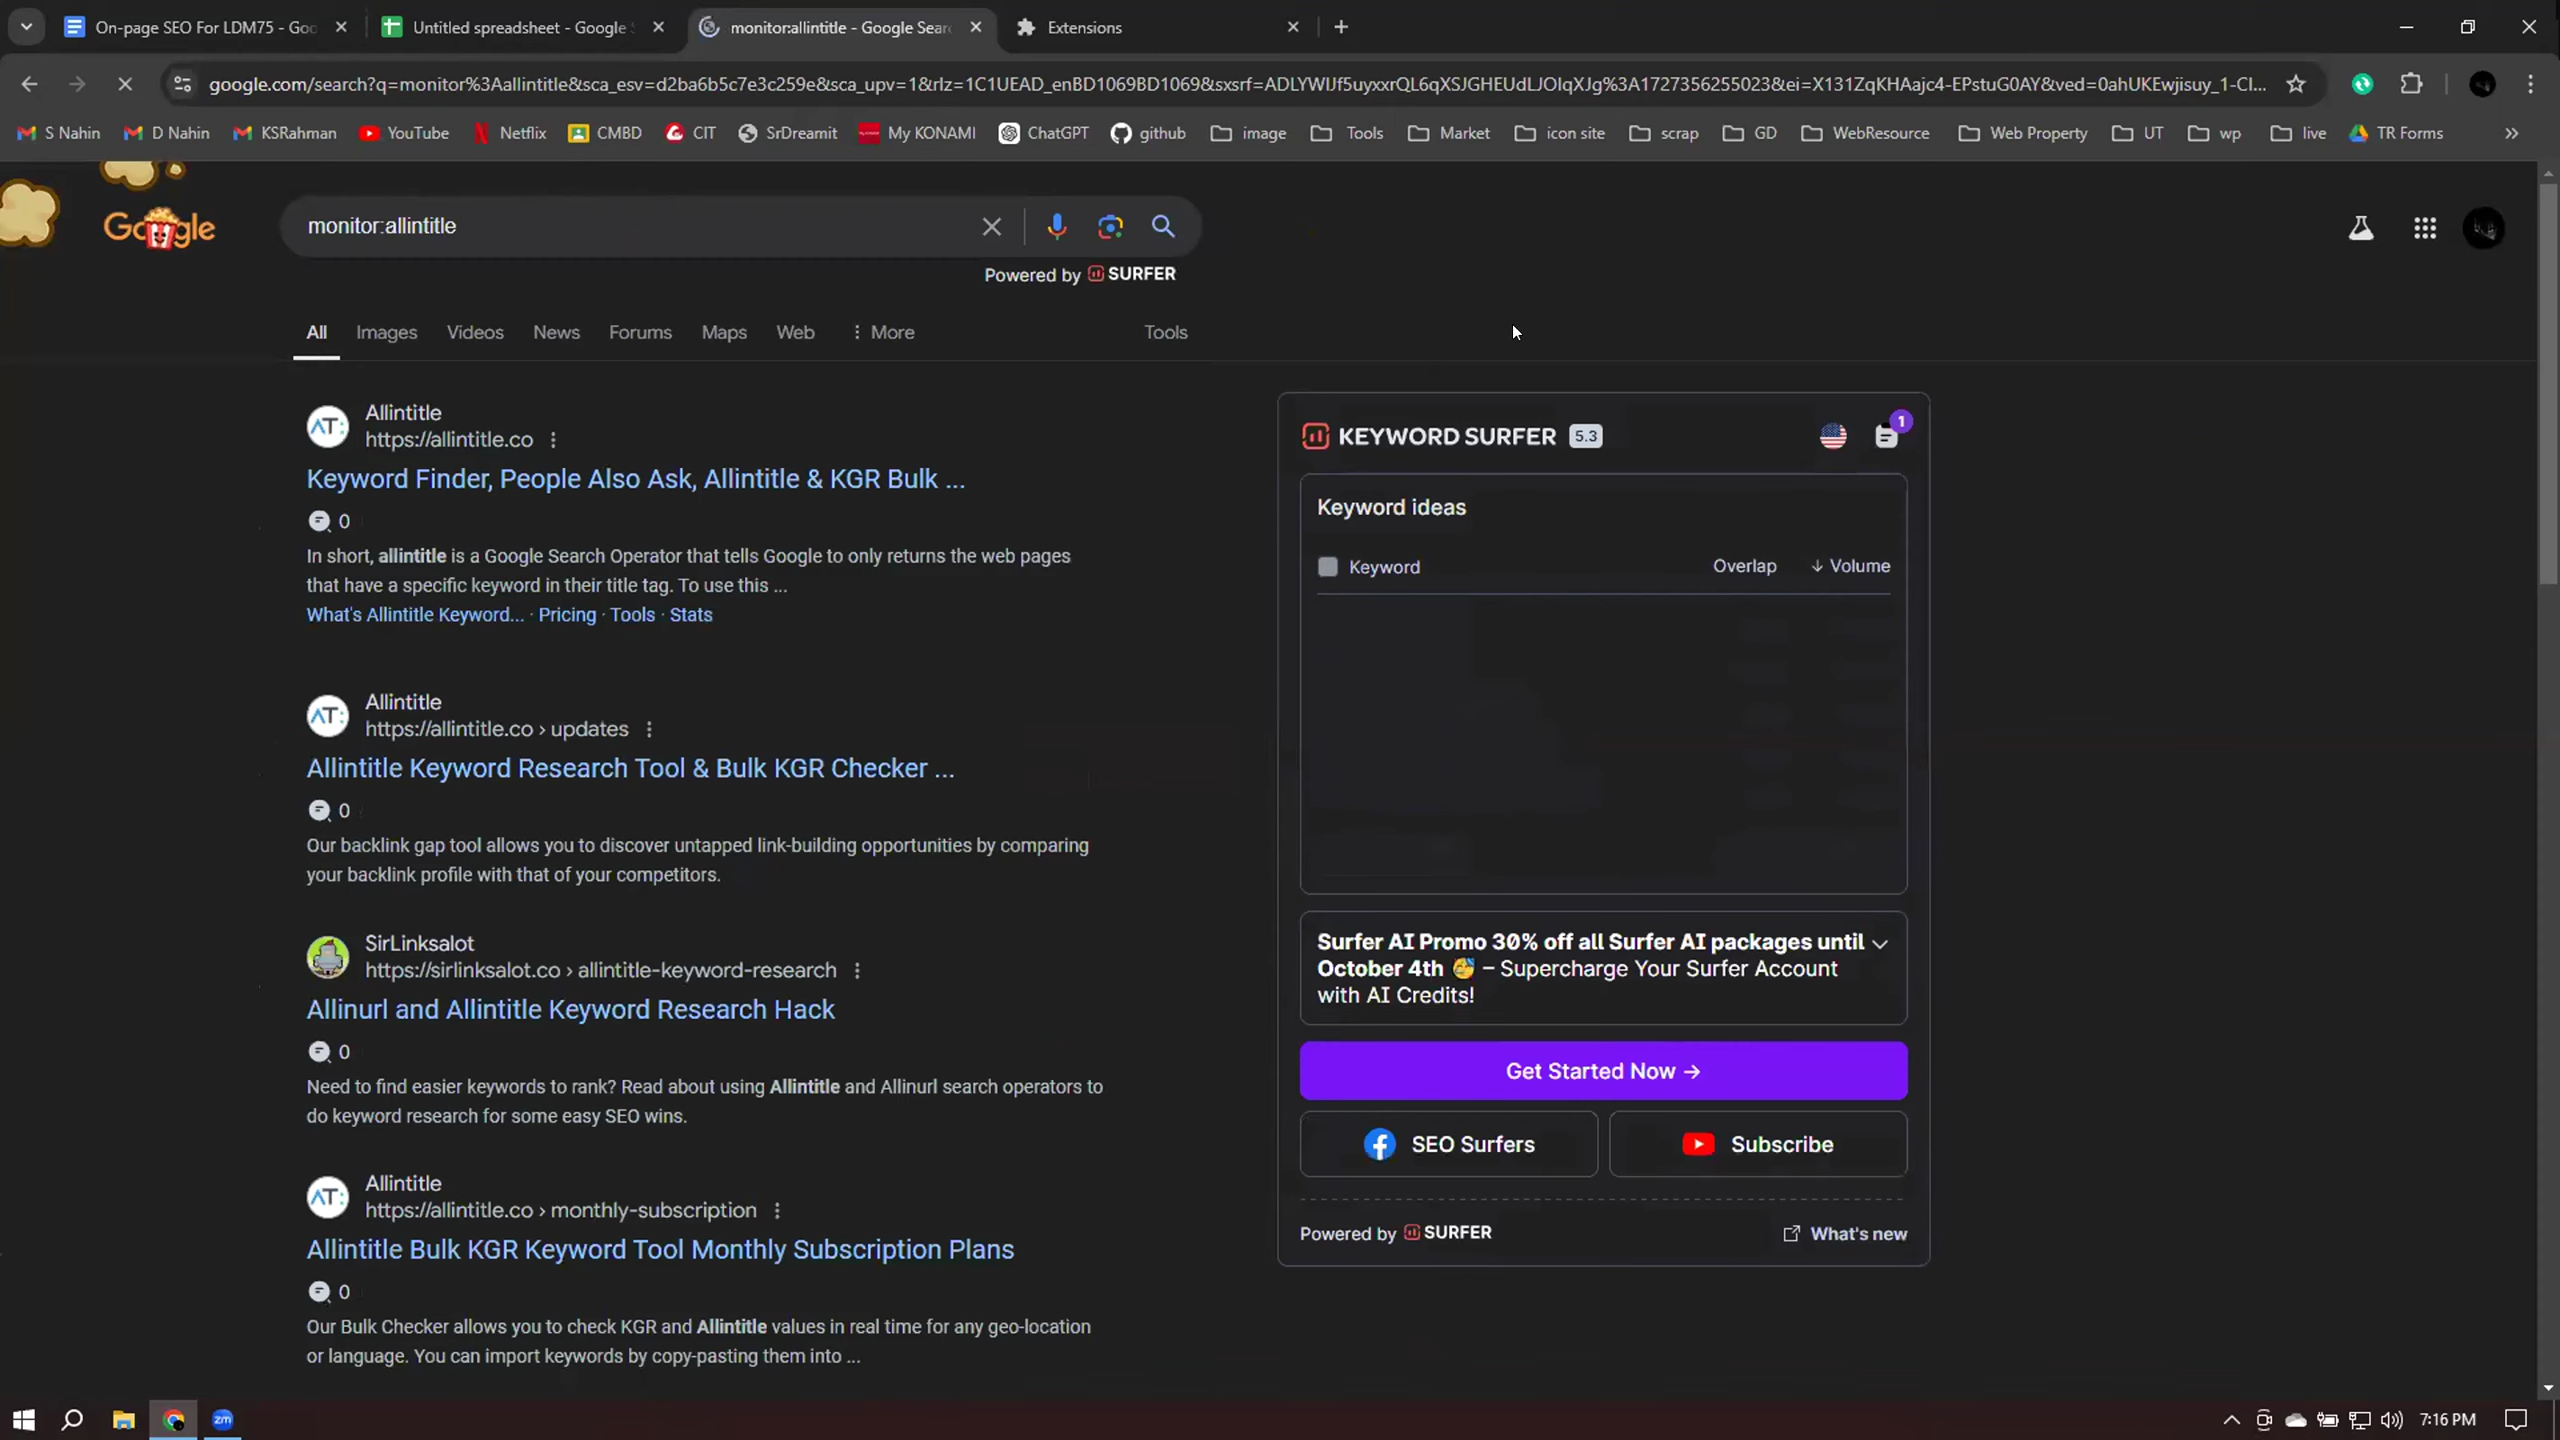 On-page SEO For LDM75 - Goo
Untitled spreadsheet - Google S
monitor:allintitle - Google Searc
Extensions
google.com/search?q=monitor%3Aallintitle&sca_esv=d2ba6b5c7e3c259e&sca_upv=1&rlz=1C1UEAD_enBD1069BD1069&sxsrf=ADLYWIJf5uyxxrQL6qXSJGHEUdLJOIqXJg%3A1727356255023&ei=X131ZqKHAajc4-EPstuG0AY&ved=0ahUKEwjisuy_1-CI...
S Nahin
D Nahin
KSRahman
YouTube
Netflix
CMBD
CIT
SrDreamit
My KONAMI
ChatGPT
github
image
Tools
Market
icon site
scrap
GD
WebResource
Web Property
UT
wp
live
TR Forms
Google
monitor:allintitle
Powered by SURFER
All
Images
Videos
News
Forums
Maps
Web
More
Tools
AT:
Allintitle
https://allintitle.co
Keyword Finder, People Also Ask, Allintitle & KGR Bulk ...
0
In short, allintitle is a Google Search Operator that tells Google to only returns the web pages
that have a specific keyword in their title tag. To use this ...
What's Allintitle Keyword... · Pricing · Tools · Stats
AT:
Allintitle
https://allintitle.co › updates
Allintitle Keyword Research Tool & Bulk KGR Checker ...
0
Our backlink gap tool allows you to discover untapped link-building opportunities by comparing
your backlink profile with that of your competitors.
SirLinksalot
https://sirlinksalot.co › allintitle-keyword-research
Allinurl and Allintitle Keyword Research Hack
0
Need to find easier keywords to rank? Read about using Allintitle and Allinurl search operators to
do keyword research for some easy SEO wins.
AT:
Allintitle
https://allintitle.co › monthly-subscription
Allintitle Bulk KGR Keyword Tool Monthly Subscription Plans
0
Our Bulk Checker allows you to check KGR and Allintitle values in real time for any geo-location
or language. You can import keywords by copy-pasting them into ...
KEYWORD SURFER 5.3
1
Keyword ideas
Keyword
Overlap
↓ Volume
Surfer AI Promo 30% off all Surfer AI packages until
October 4th 🥳 – Supercharge Your Surfer Account
with AI Credits!
Get Started Now →
SEO Surfers
Subscribe
Powered by SURFER
What's new
zm
7:16 PM